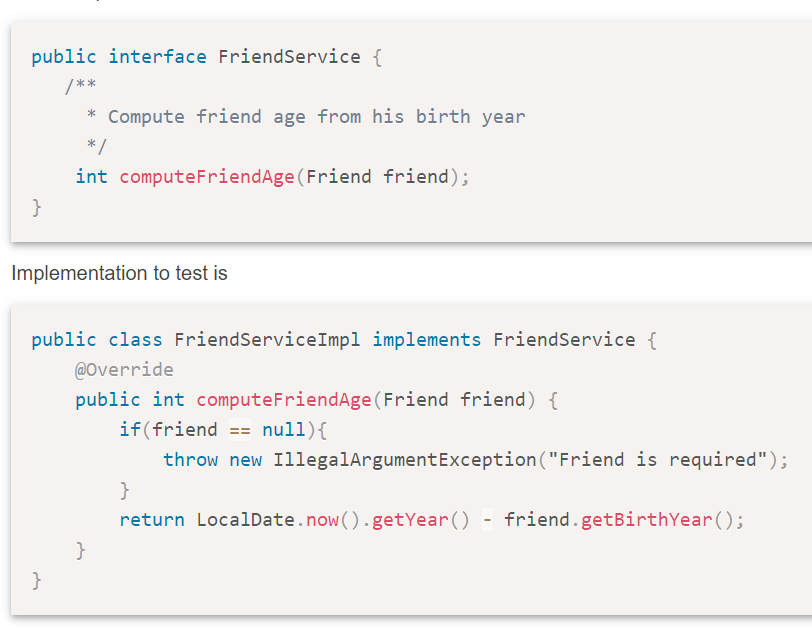 public interface FriendService {
/**
* Compute friend age from his birth year
*/
int computeFriendAge(Friend friend);
}
Implementation to test is
public class FriendServiceImpl implements FriendService {
@Override
public int computeFriendAge(Friend friend) {
if(friend == null){
throw new IllegalArgumentException("Friend is required");
}
return LocalDate.now().getYear() - friend.getBirthYear();
}
}